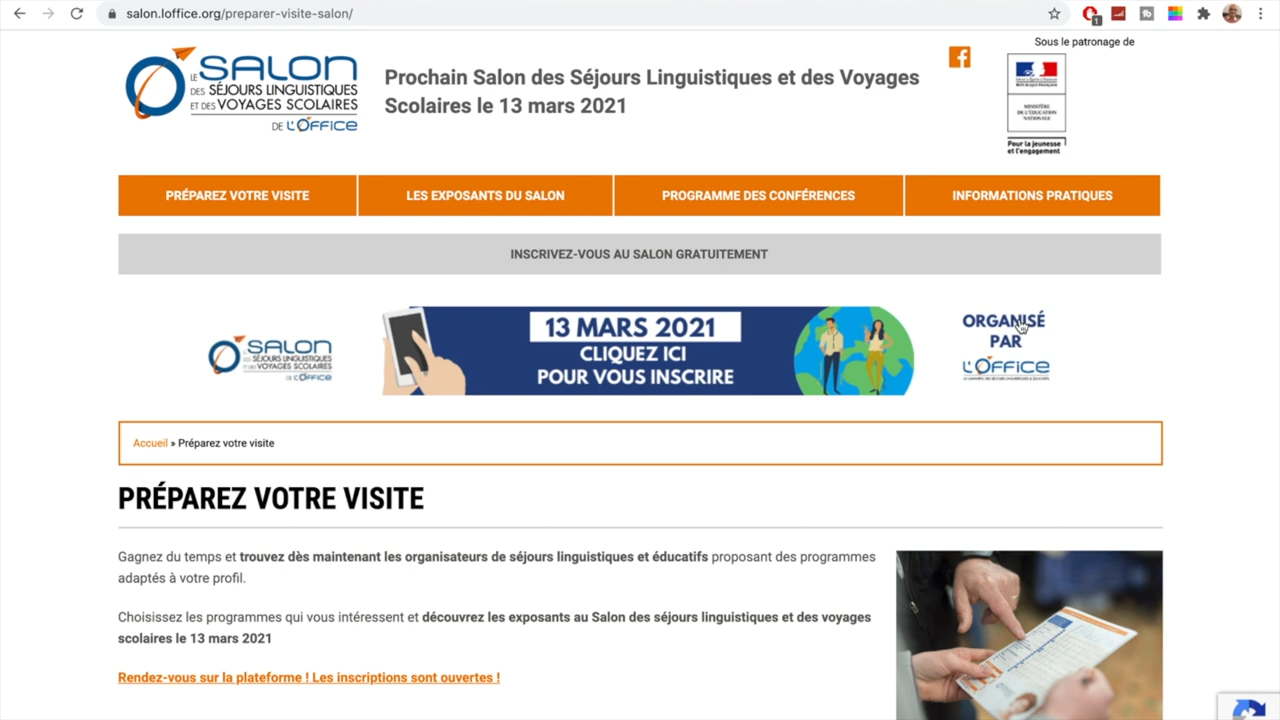 salon.loffice.org/preparer-visite-salon/
1
Sous le patronage de
LE SALON
DES SÉJOURS LINGUISTIQUES
ET DES VOYAGES SCOLAIRES
DE L'OFFICE
Prochain Salon des Séjours Linguistiques et des Voyages
Scolaires le 13 mars 2021
MINISTÈRE
DE L'ÉDUCATION
NATIONALE
Pour la jeunesse
et l'engagement
PRÉPAREZ VOTRE VISITE
LES EXPOSANTS DU SALON
PROGRAMME DES CONFÉRENCES
INFORMATIONS PRATIQUES
INSCRIVEZ-VOUS AU SALON GRATUITEMENT
SALON
DES SÉJOURS LINGUISTIQUES
ET DES VOYAGES SCOLAIRES
DE L'OFFICE
13 MARS 2021
CLIQUEZ ICI
POUR VOUS INSCRIRE
ORGANISÉ
PAR
L'OFFICE
Accueil » Préparez votre visite
PRÉPAREZ VOTRE VISITE
Gagnez du temps et trouvez dès maintenant les organisateurs de séjours linguistiques et éducatifs proposant des programmes
adaptés à votre profil.
Choisissez les programmes qui vous intéressent et découvrez les exposants au Salon des séjours linguistiques et des voyages
scolaires le 13 mars 2021
Rendez-vous sur la plateforme ! Les inscriptions sont ouvertes !